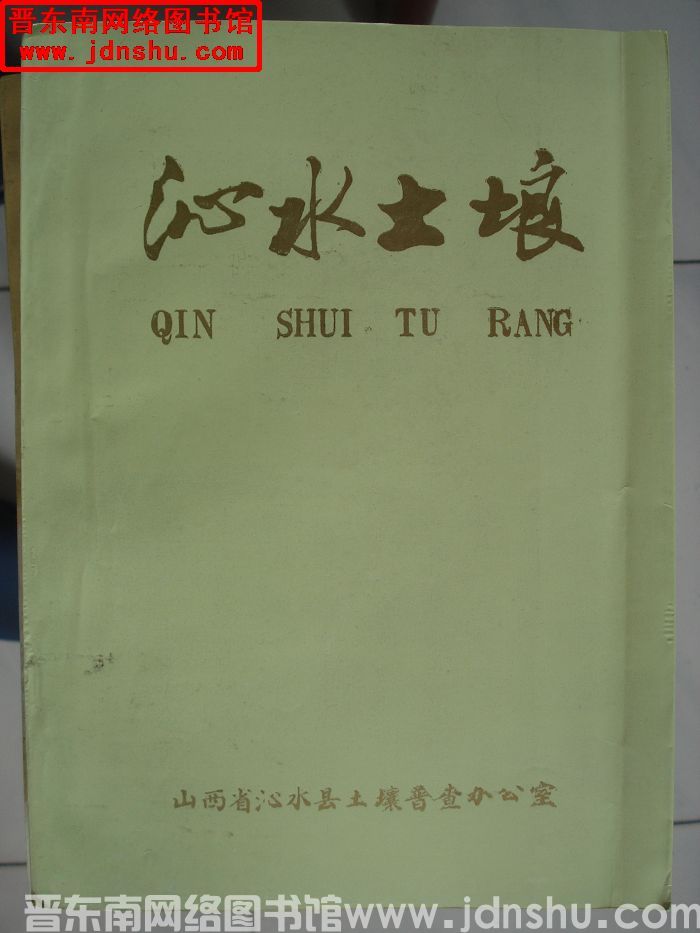 晋东南网络图书馆
www. jdnshu. com
沁水土垠
QIN SHUI TU RANG
山西省沁水县土壤普查办公室
晋东南网络图书馆www.jdnshu.com